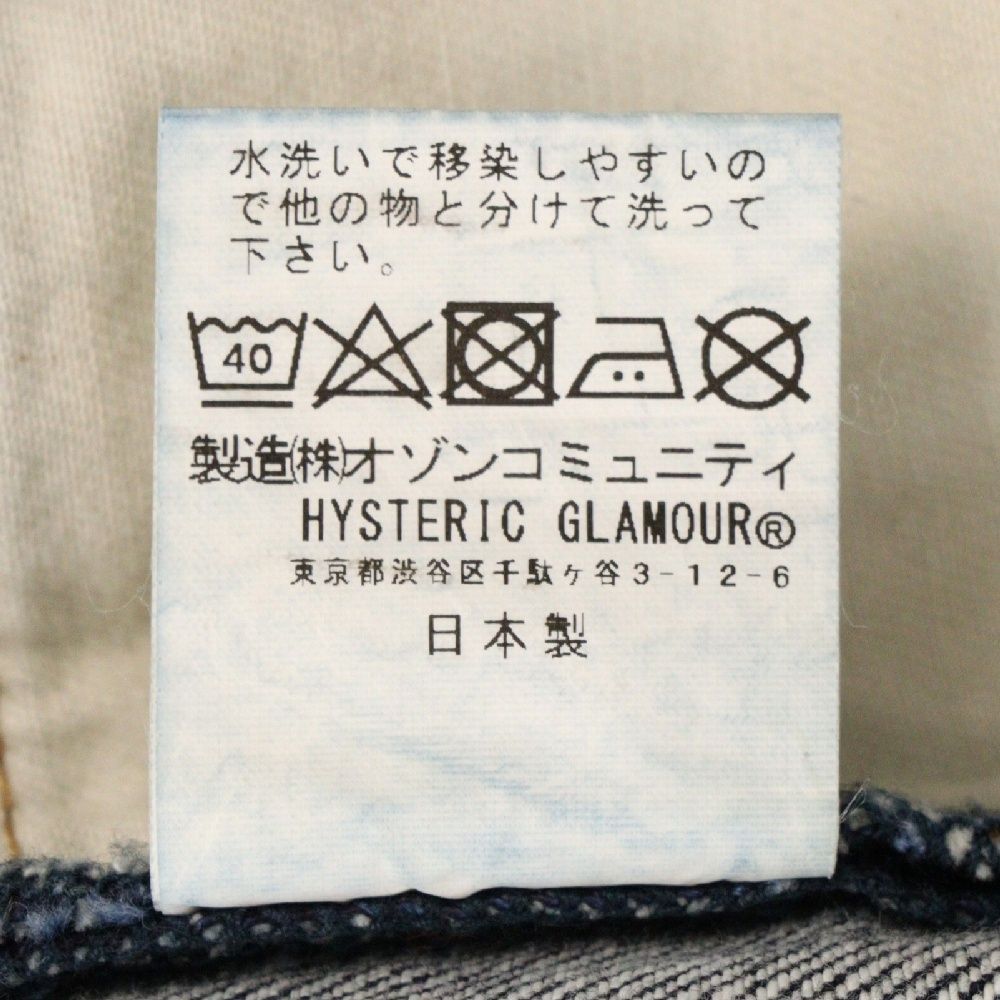 水洗いで移染しやすいの
で他の物と分けて洗って
下さい。
40
製造㈱オゾンコミュニティ
HYSTERIC GLAMOUR®
東京都渋谷区千駄ヶ谷3-12-6
日本製